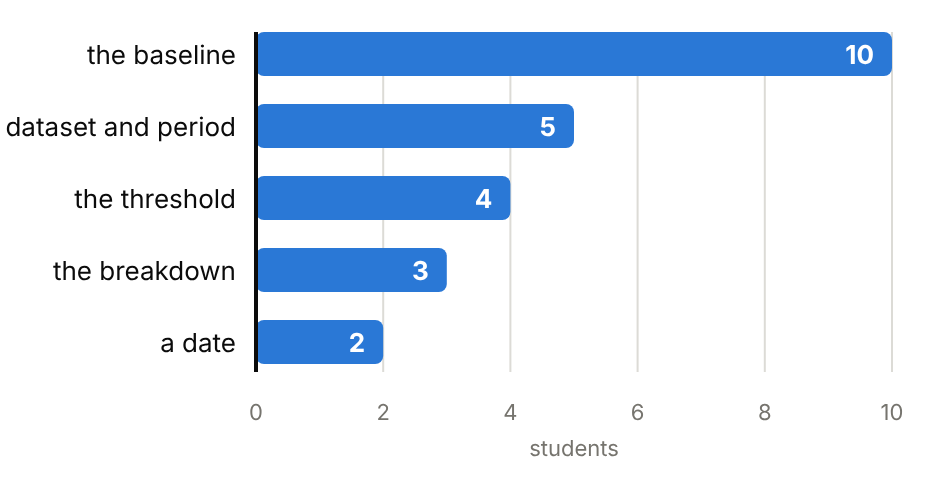 the baseline 10
dataset and period 5
the threshold 4
the breakdown 3
a date 2
0 2 4 6 8 10
students